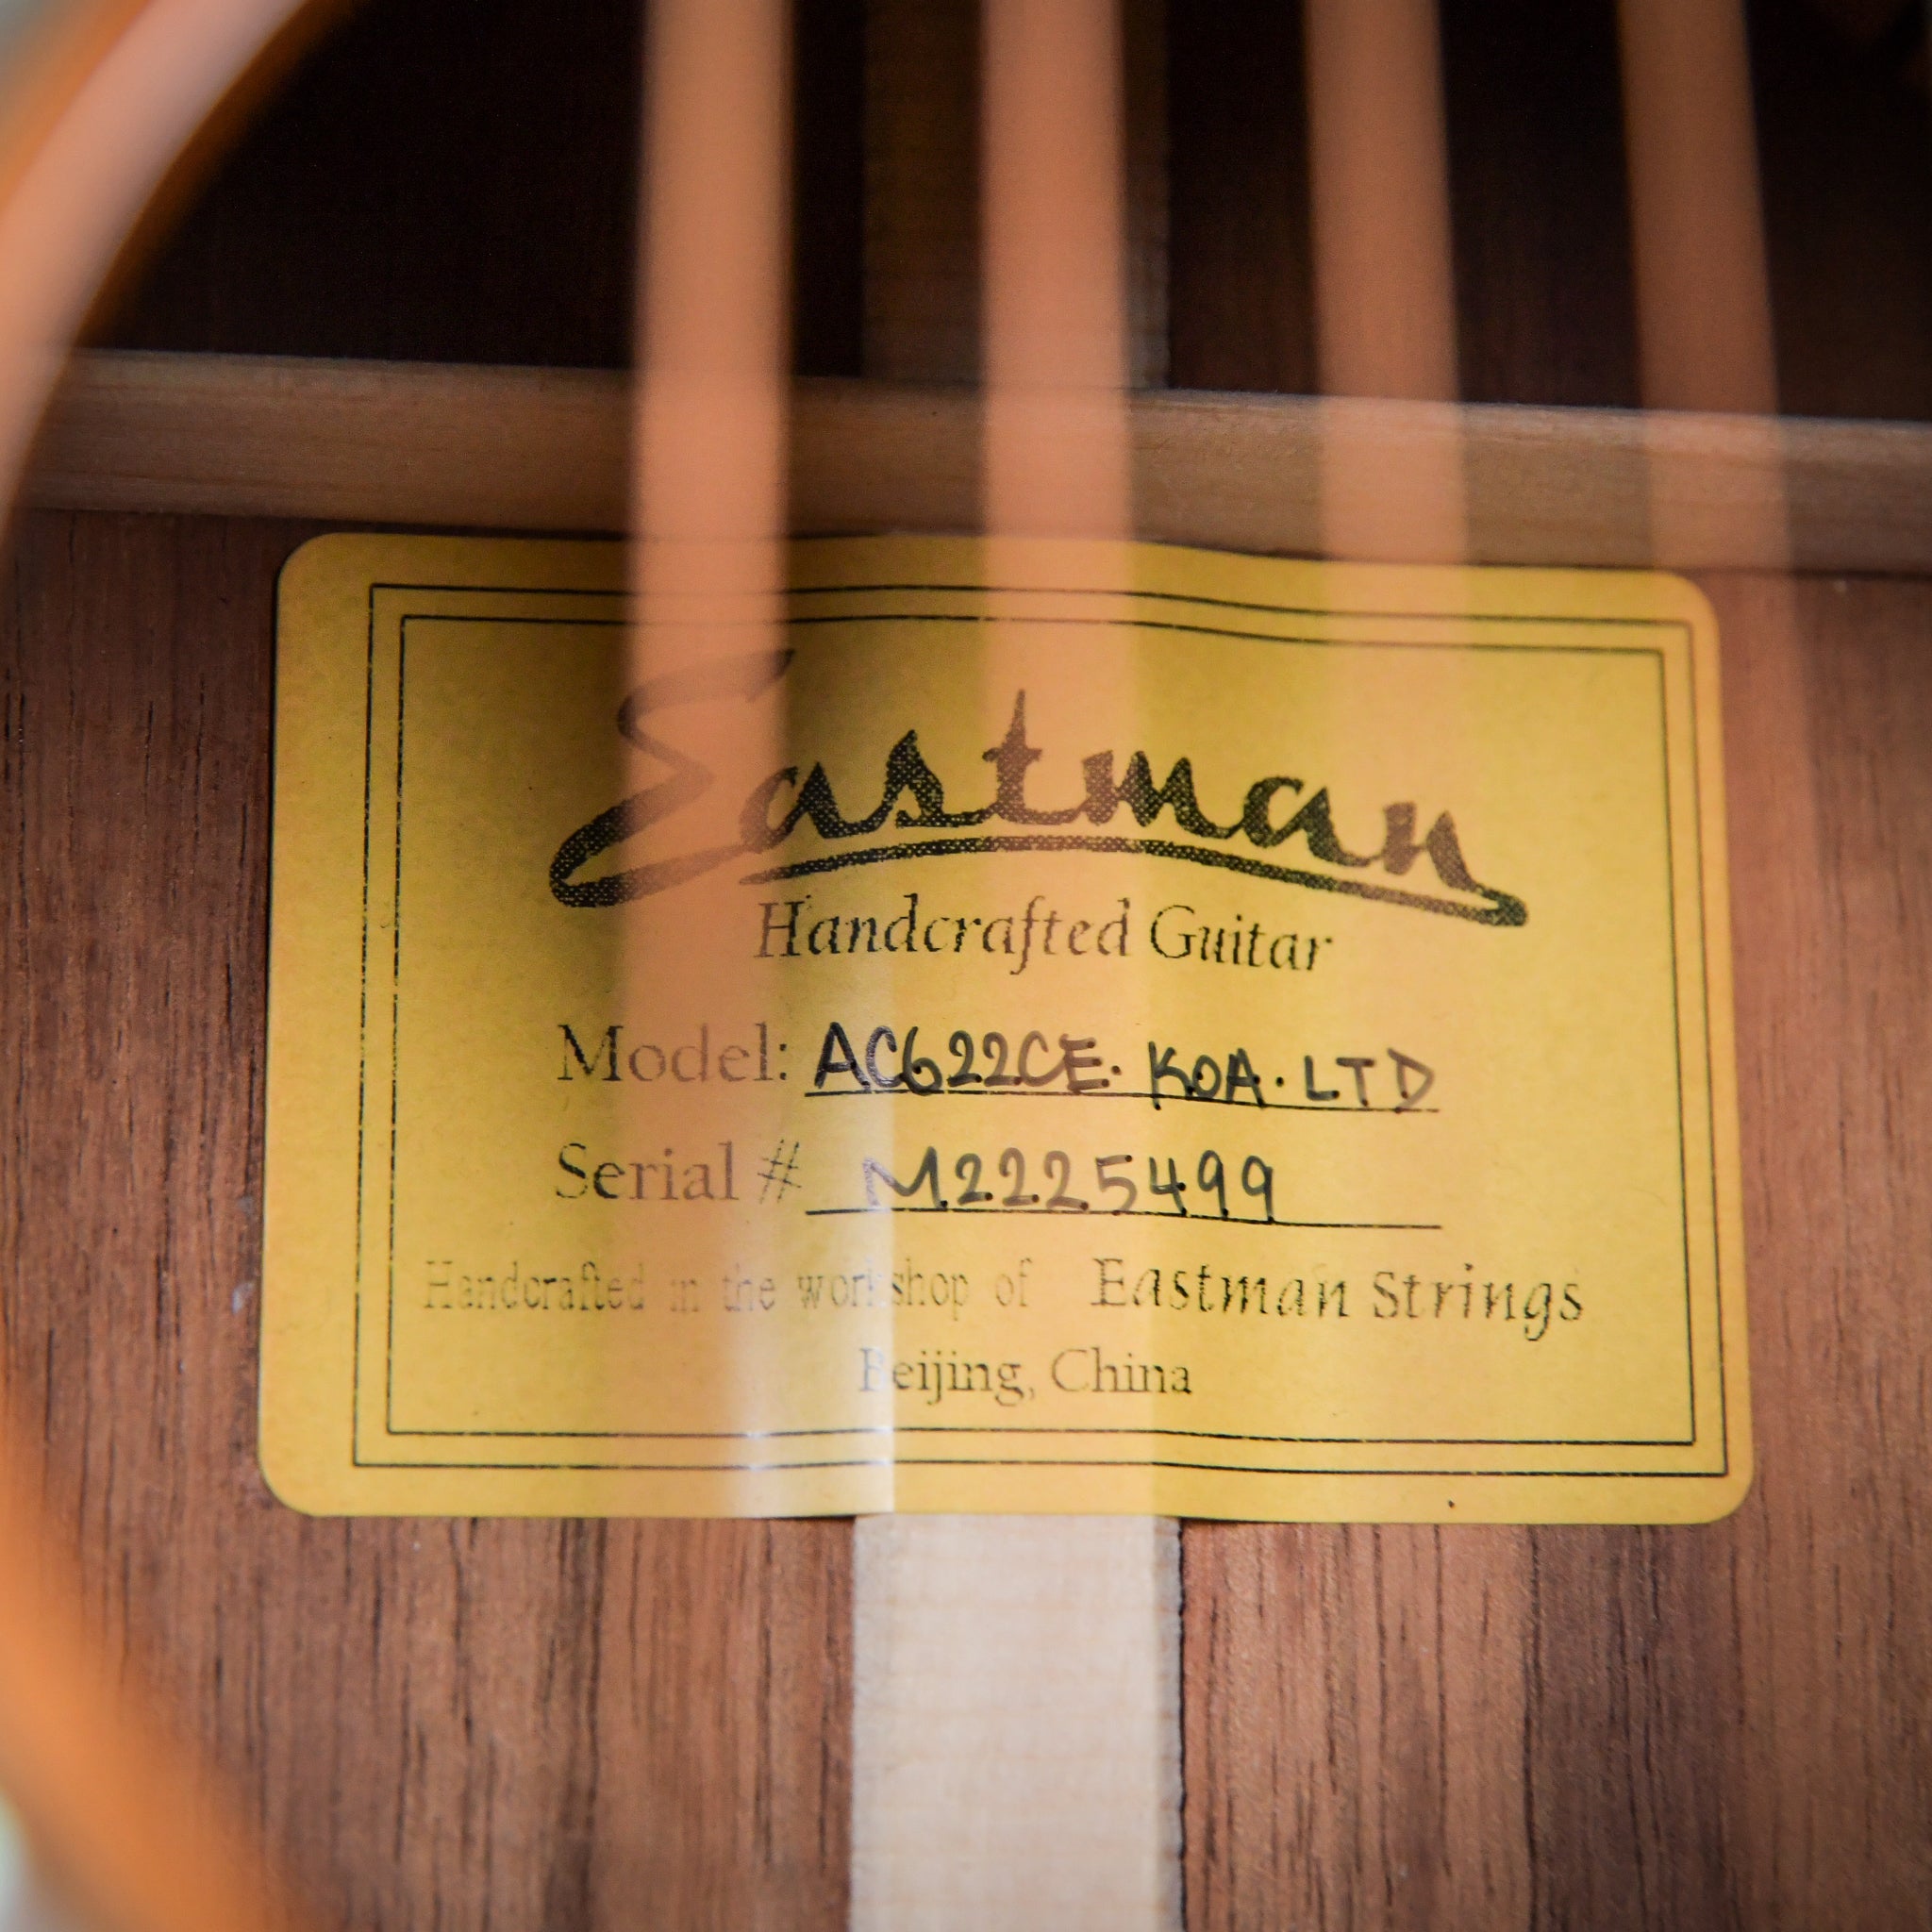 Eastman
Handcrafted Guitar
Model: AC622CE. KOA. LTD
Serial # M2225499
Handcrafted in the workshop of Eastman Strings
Beijing, China